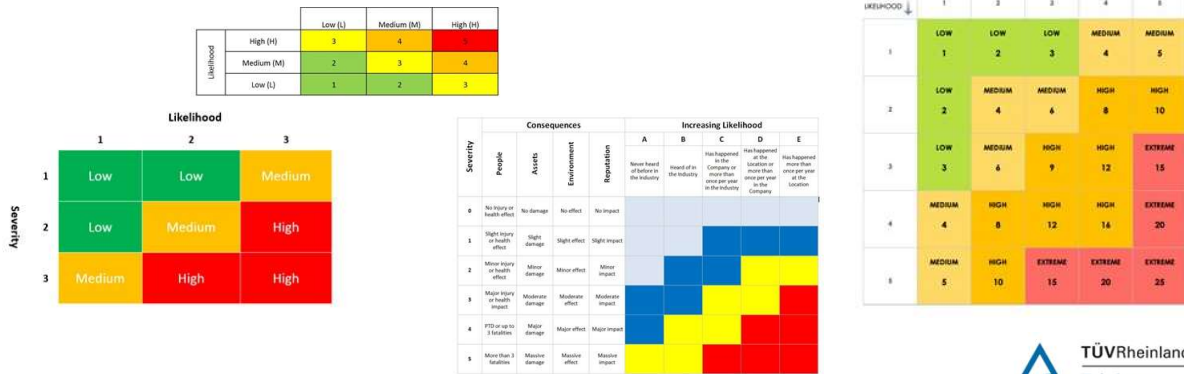 Low (L) Medium (M) High (H)
Likelihood
High (H) 3 4 5
Medium (M) 2 3 4
Low (L) 1 2 3
Likelihood
1 2 3
Severity
1 Low Low Medium
2 Low Medium High
3 Medium High High
Severity
Consequences Increasing Likelihood
People Assets Environment Reputation
A B C D E
Never heard of before in the Industry
Heard of in the Industry
Has happened in the Company or more than once per year in the Industry
Has happened at the Location or more than once per year in the Company
Has happened more than once per year at the Location
0 No injury or health effect No damage No effect No impact
1 Slight injury or health effect Slight damage Slight effect Slight impact
2 Minor injury or health effect Minor damage Minor effect Minor impact
3 Major injury or health impact Moderate damage Moderate effect Moderate impact
4 PTD or up to 3 fatalities Major damage Major effect Major impact
5 More than 3 fatalities Massive damage Massive effect Massive impact
LIKELIHOOD 1 2 3 4 5
LOW LOW LOW MEDIUM MEDIUM
1 1 2 3 4 5
LOW MEDIUM MEDIUM HIGH HIGH
2 2 4 6 8 10
LOW MEDIUM HIGH HIGH EXTREME
3 3 6 9 12 15
MEDIUM HIGH HIGH HIGH EXTREME
4 4 8 12 16 20
MEDIUM HIGH EXTREME EXTREME EXTREME
5 5 10 15 20 25
TÜVRheinland